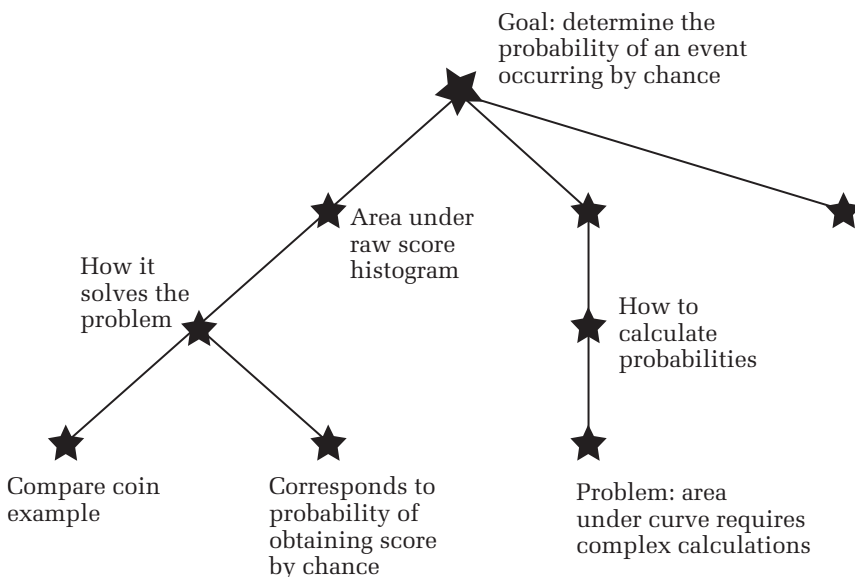 Goal: determine the
probability of an event
occurring by chance
Area under
raw score
histogram
How it
solves the
problem
How to
calculate
probabilities
Compare coin
example
Corresponds to
probability of
obtaining score
by chance
Problem: area
under curve requires
complex calculations